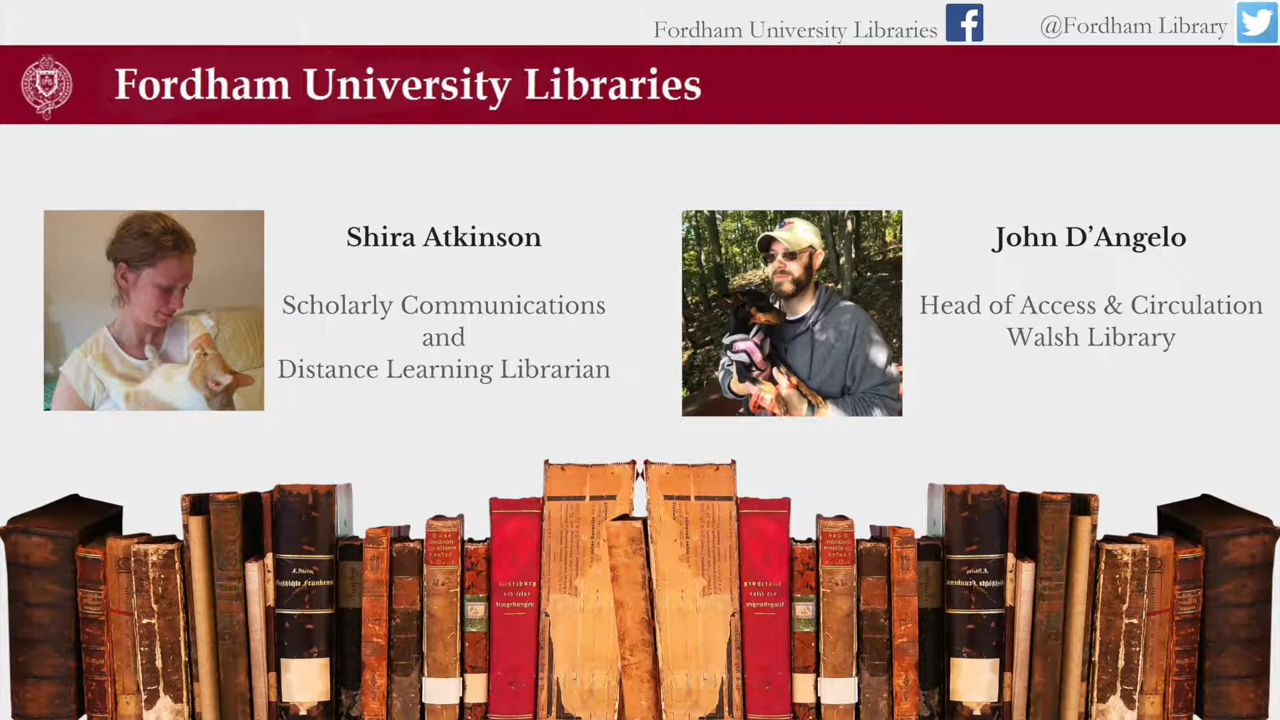 Fordham University Libraries
@Fordham Library
Fordham University Libraries
Shira Atkinson
Scholarly Communications
and
Distance Learning Librarian
John D’Angelo
Head of Access & Circulation
Walsh Library